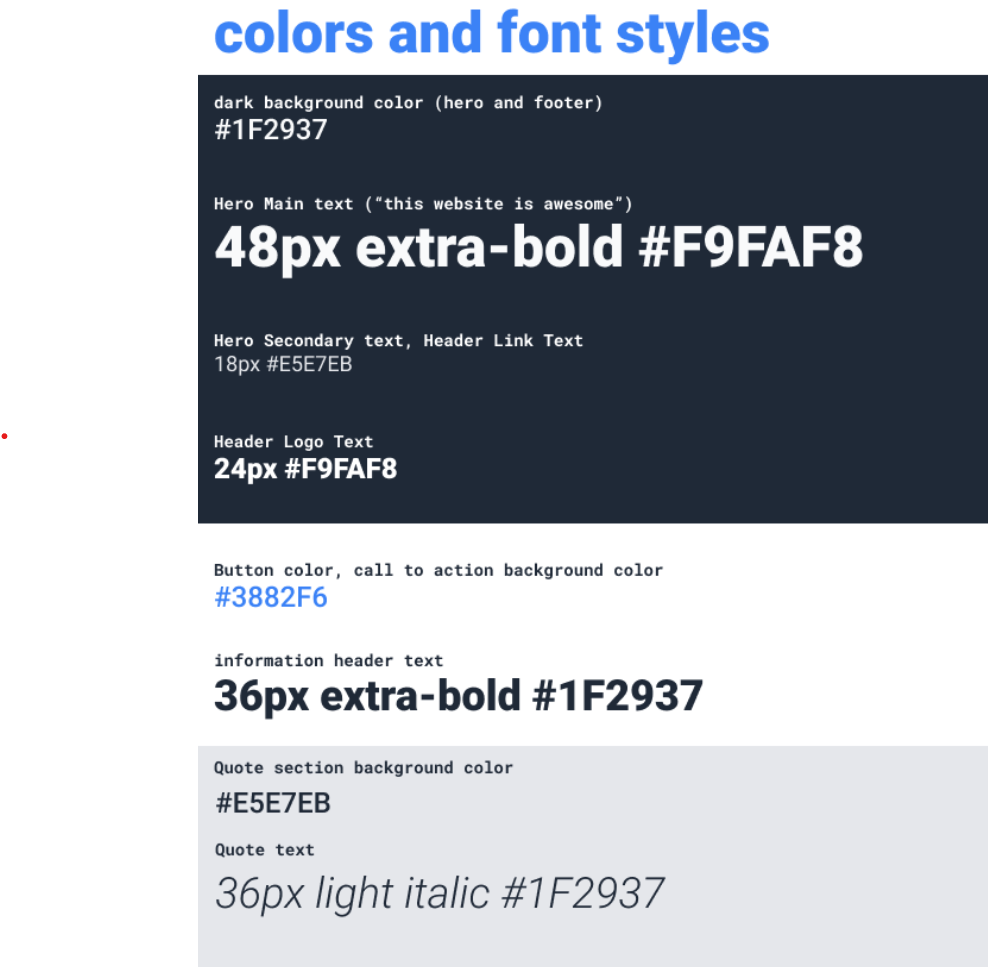 colors and font styles
dark background color (hero and footer)
#1F2937
Hero Main text (“this website is awesome”)
48px extra-bold #F9FAF8
Hero Secondary text, Header Link Text
18px #E5E7EB
Header Logo Text
24px #F9FAF8
Button color, call to action background color
#3882F6
information header text
36px extra-bold #1F2937
Quote section background color
#E5E7EB
Quote text
36px light italic #1F2937